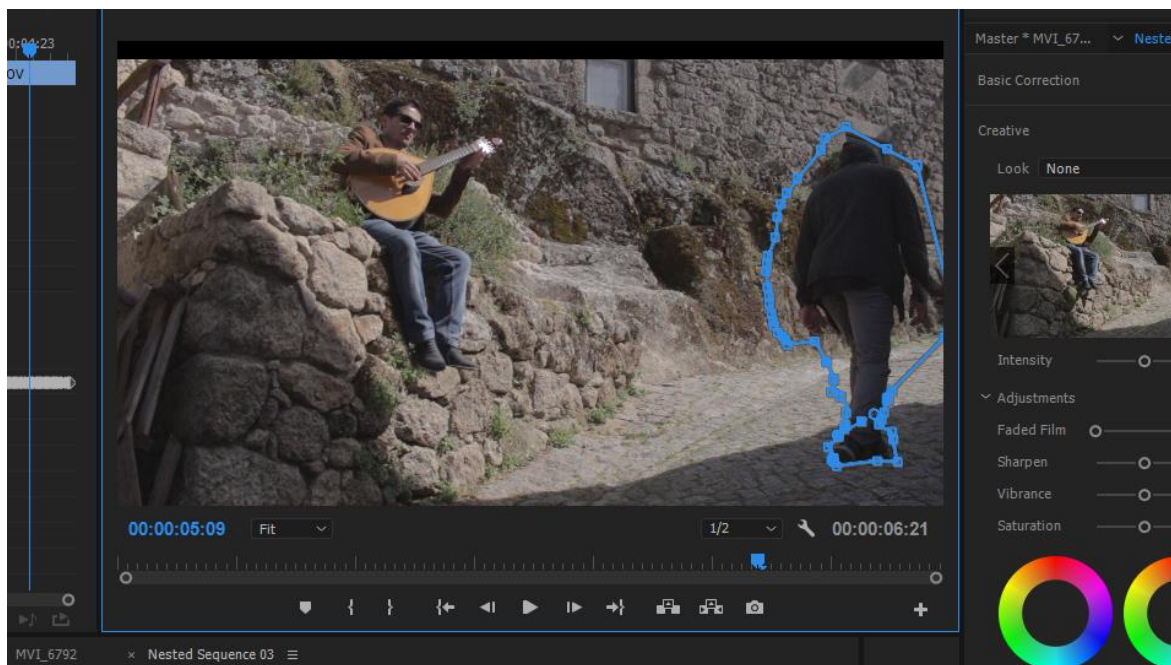 0:04:23
OV
Master * MVI_67...
Neste
Basic Correction
Creative
Look None
Intensity
Adjustments
Faded Film
Sharpen
Vibrance
Saturation
00:00:05:09 Fit 1/2 00:00:06:21
MVI_6792 × Nested Sequence 03